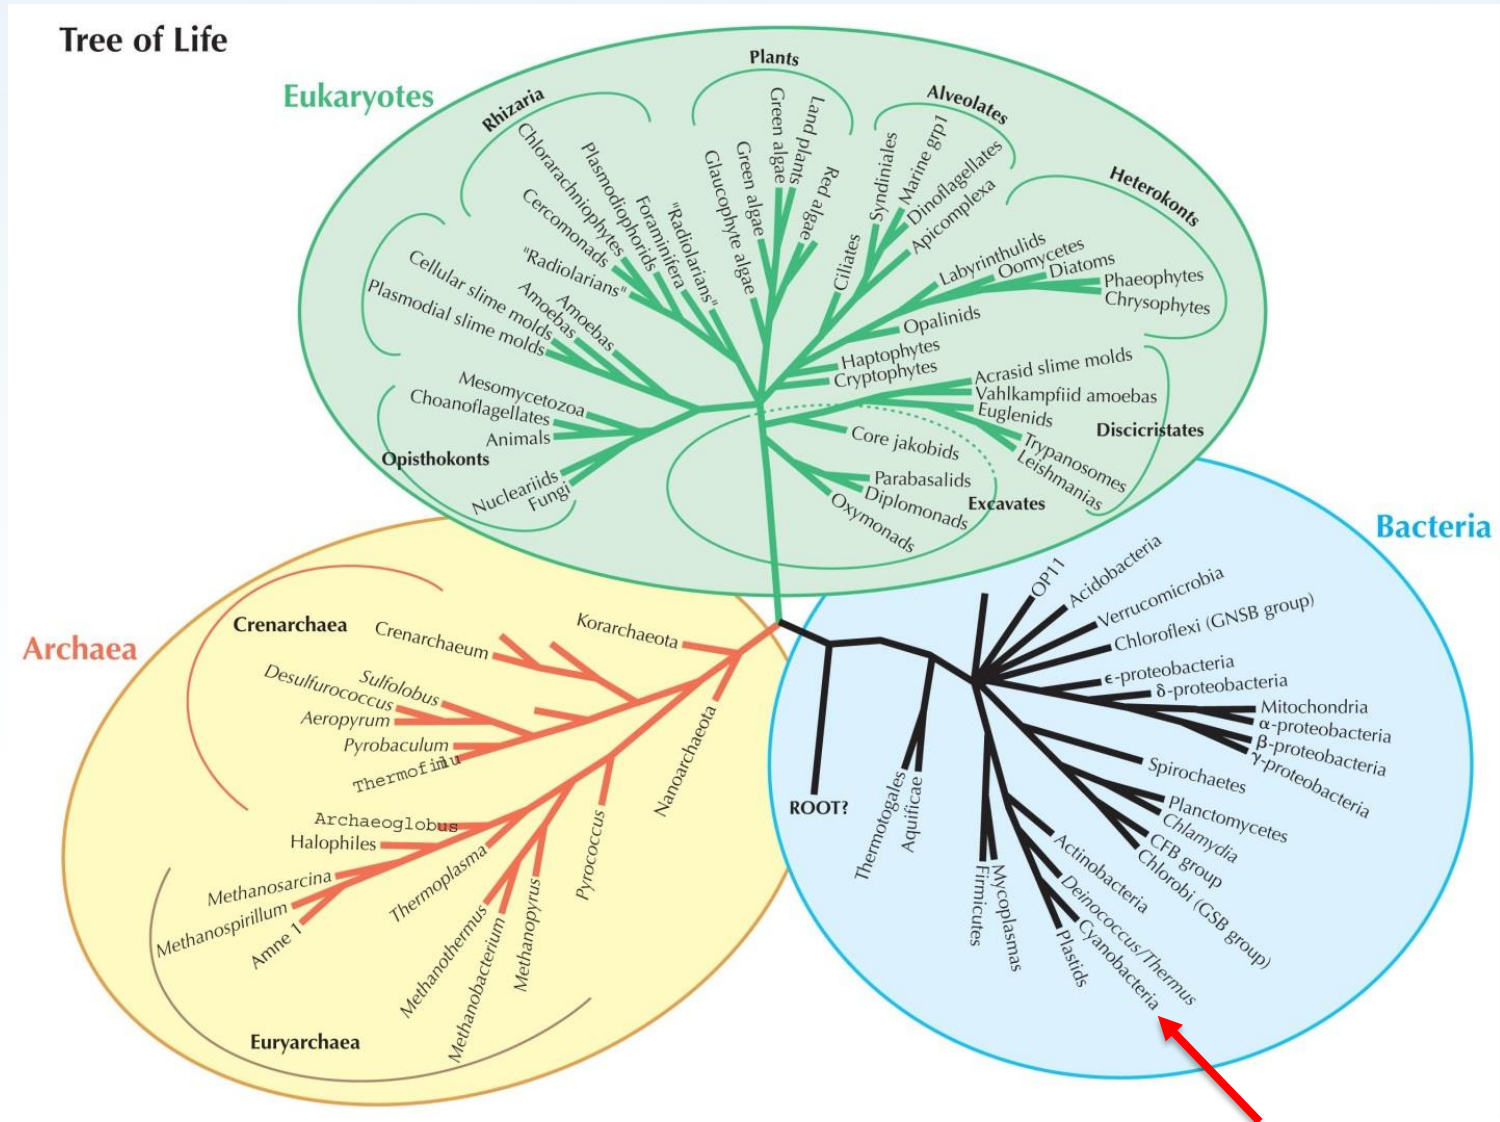 Tree of Life
Eukaryotes
Plants
Rhizaria
Alveolates
Heterokonts
Chlorarachniophytes
Plasmodiophorids
Cercomonads
Foraminifera
"Radiolarians"
"Radiolarians"
Glaucophyte algae
Green algae
Green algae
Land plants
Red algae
Ciliates
Syndiniales
Marine grp1
Dinoflagellates
Apicomplexa
Labyrinthulids
Oomycetes
Diatoms
Phaeophytes
Chrysophytes
Opalinids
Haptophytes
Cryptophytes
Cellular slime molds
Amoebas
Amoebas
Plasmodial slime molds
Mesomycetozoa
Choanoflagellates
Animals
Opisthokonts
Nucleariids
Fungi
Acrasid slime molds
Vahlkampfiid amoebas
Euglenids
Discicristates
Trypanosomes
Leishmanias
Core jakobids
Parabasalids
Diplomonads
Excavates
Oxymonads
Archaea
Crenarchaea
Crenarchaeum
Korarchaeota
Desulfurococcus
Sulfolobus
Aeropyrum
Pyrobaculum
Nanoarchaeota
Archaeoglobus
Halophiles
Methanosarcina
Methanospirillum
Amne 1
Thermoplasma
Methanothermus
Methanobacterium
Methanopyrus
Pyrococcus
Euryarchaea
Bacteria
ROOT?
Thermotogales
Aquificae
OP11
Acidobacteria
Verrucomicrobia
Chloroflexi (GNSB group)
ϵ-proteobacteria
δ-proteobacteria
Mitochondria
α-proteobacteria
β-proteobacteria
γ-proteobacteria
Spirochaetes
Planctomycetes
Chlamydia
CFB group
Chlorobi (GSB group)
Actinobacteria
Deinococcus/Thermus
Cyanobacteria
Plastids
Mycoplasmas
Firmicutes